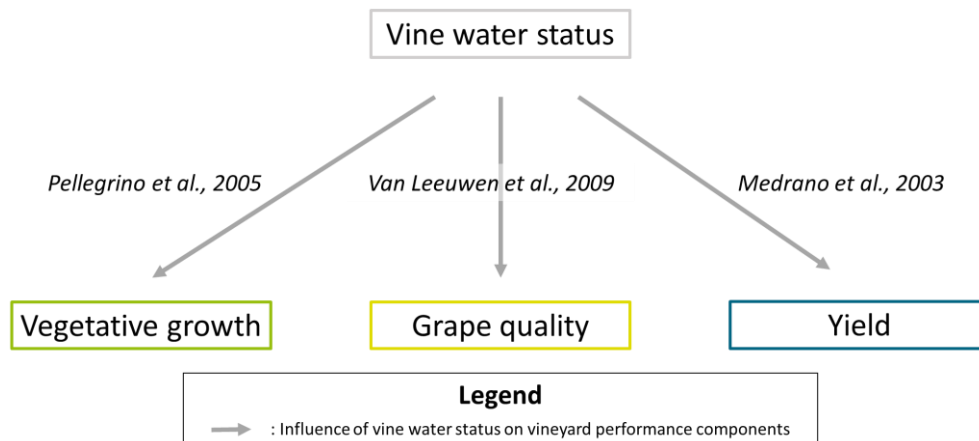 Vine water status
Pellegrino et al., 2005
Van Leeuwen et al., 2009
Medrano et al., 2003
Vegetative growth
Grape quality
Yield
Legend
: Influence of vine water status on vineyard performance components